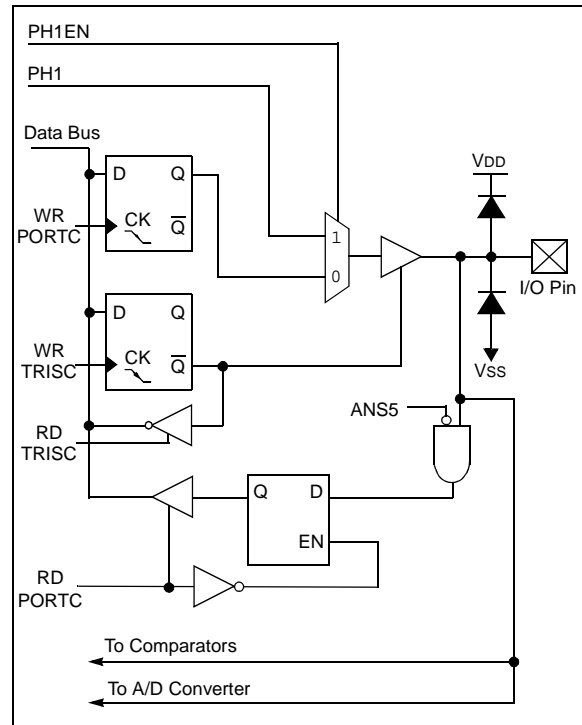 PH1EN
PH1
Data Bus
VDD
D Q
WR
PORTC
CK
Q
1
0
I/O Pin
D Q
WR
TRISC
CK
Q
VSS
ANS5
RD
TRISC
Q D
EN
RD
PORTC
To Comparators
To A/D Converter